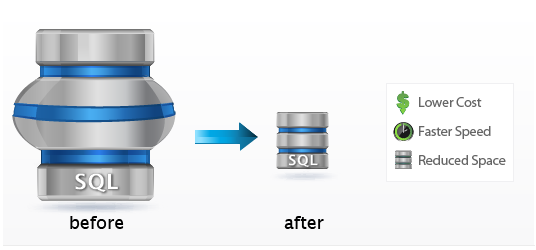 SQL
before
SQL
after
Lower Cost
Faster Speed
Reduced Space